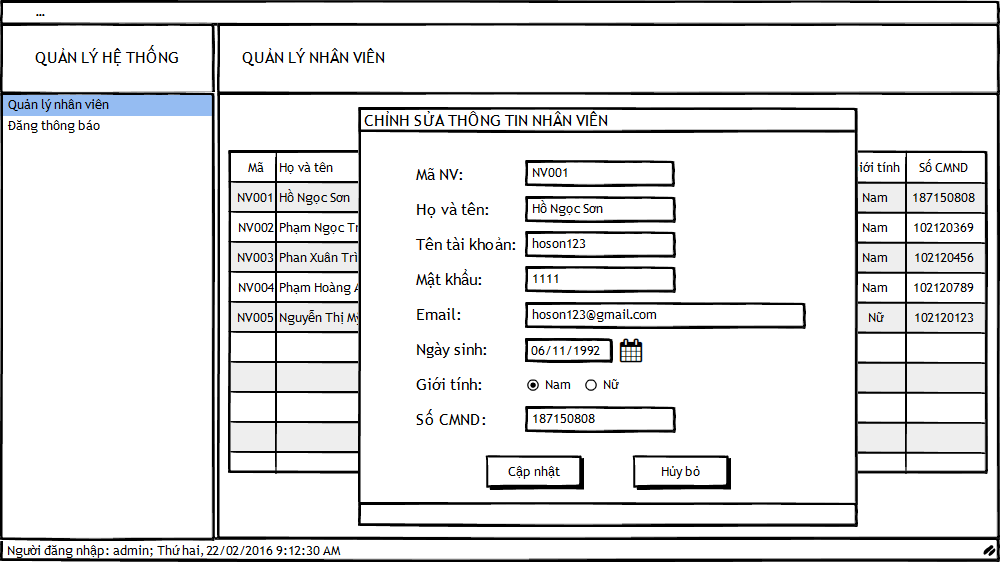 ...
QUẢN LÝ HỆ THỐNG
QUẢN LÝ NHÂN VIÊN
Quản lý nhân viên
Đăng thông báo
CHỈNH SỬA THÔNG TIN NHÂN VIÊN
Mã NV: NV001
Họ và tên: Hồ Ngọc Sơn
Tên tài khoản: hoson123
Mật khẩu: 1111
Email: hoson123@gmail.com
Ngày sinh: 06/11/1992
Giới tính: Nam Nữ
Số CMND: 187150808
Cập nhật Hủy bỏ
Mã Họ và tên iới tính Số CMND
NV001 Hồ Ngọc Sơn Nam 187150808
NV002 Phạm Ngọc Tr Nam 102120369
NV003 Phan Xuân Trì Nam 102120456
NV004 Phạm Hoàng A Nam 102120789
NV005 Nguyễn Thị Mỹ Nữ 102120123
Người đăng nhập: admin; Thứ hai, 22/02/2016 9:12:30 AM